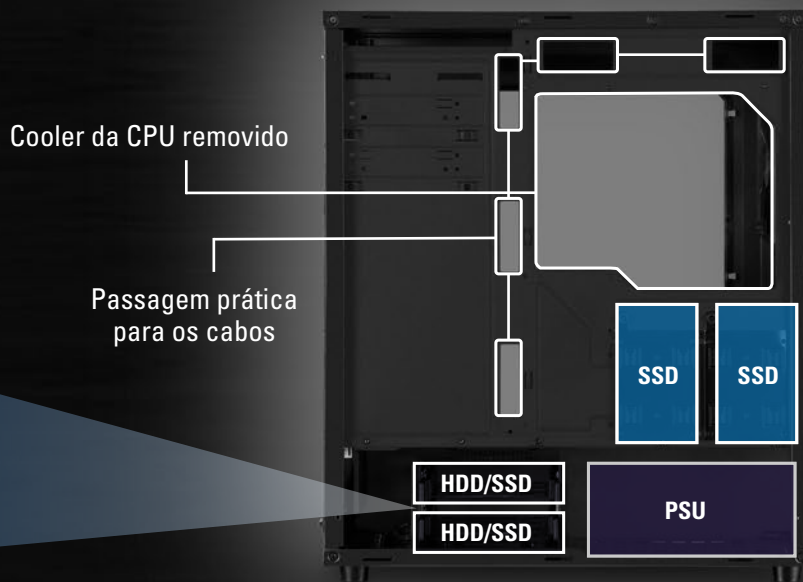 Cooler da CPU removido
Passagem prática
para os cabos
SSD
SSD
HDD/SSD
HDD/SSD
PSU